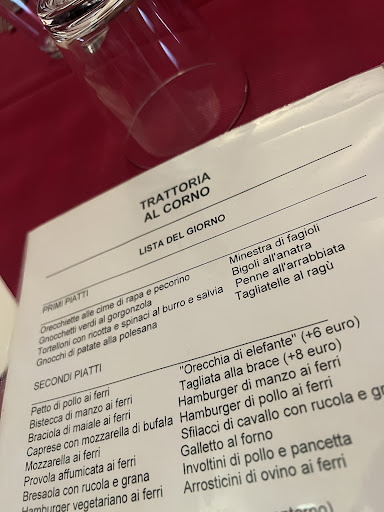 TRATTORIA
AL CORNO
LISTA DEL GIORNO
PRIMI PIATTI
Orecchiette alle cime di rapa e pecorino
Gnocchetti verdi al gorgonzola
Tortelloni con ricotta e spinaci al burro e salvia
Gnocchi di patate alla polesana
Minestra di fagioli
Bigoli all'anatra
Penne all'arrabbiata
Tagliatelle al ragù
SECONDI PIATTI
Petto di pollo ai ferri
Bistecca di manzo ai ferri
Braciola di maiale ai ferri
Caprese con mozzarella di bufala
Mozzarella ai ferri
Provola affumicata ai ferri
Bresaola con rucola e grana
Hamburger vegetariano ai ferri
"Orecchia di elefante" (+6 euro)
Tagliata alla brace (+8 euro)
Hamburger di manzo ai ferri
Hamburger di pollo ai ferri
Sfilacci di cavallo con rucola e
Galletto al forno
Involtini di pollo e pancetta
Arrosticini di ovino ai ferri